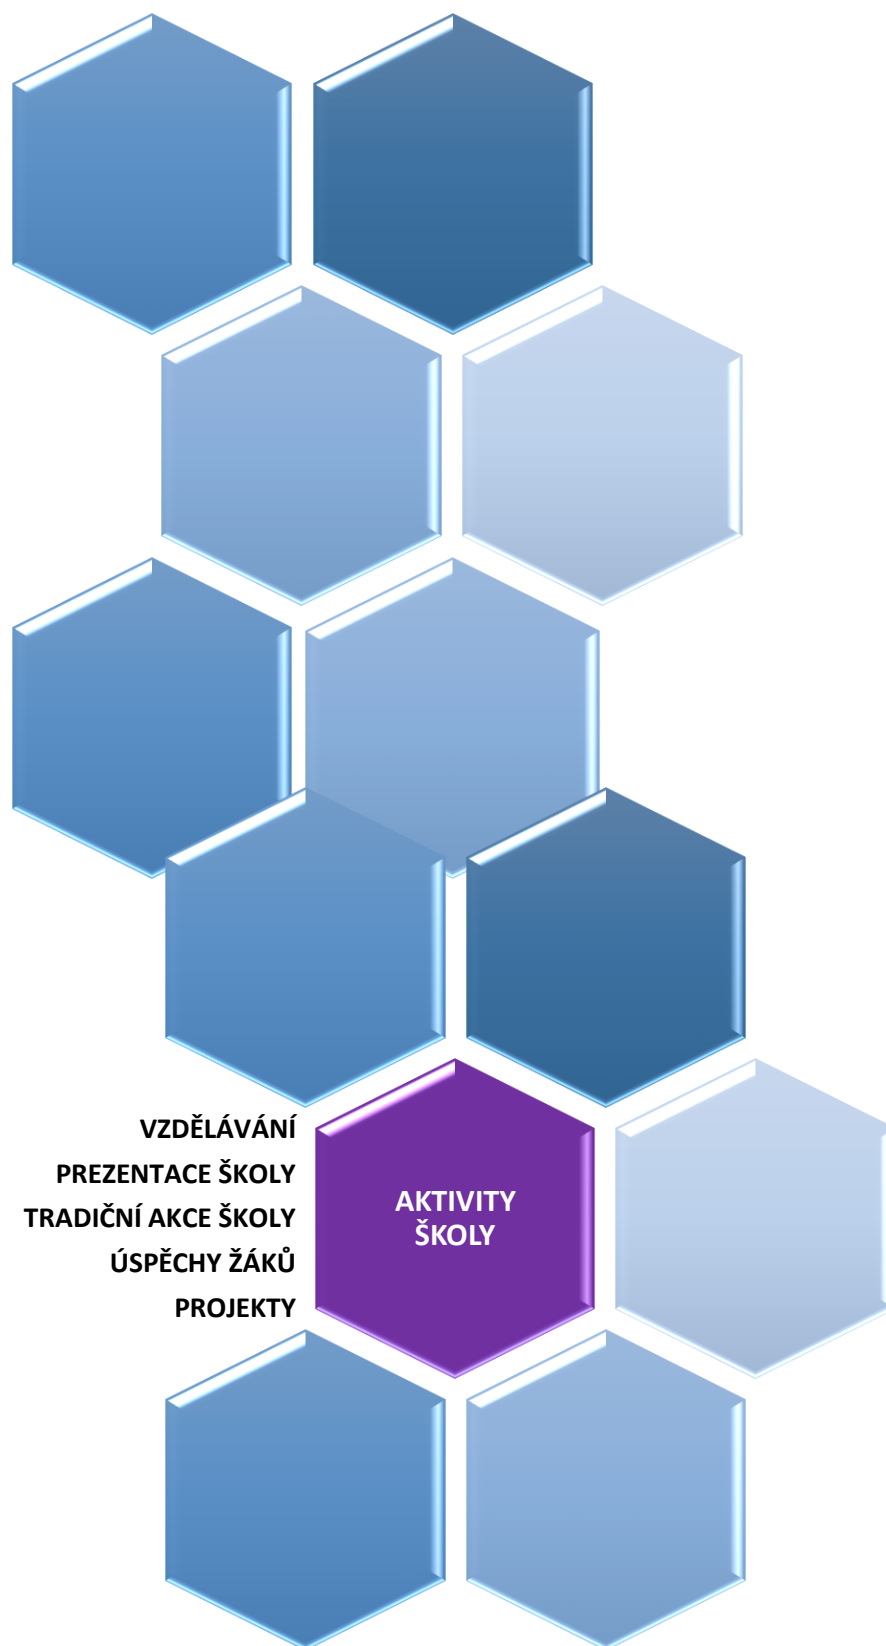 VZDĚLÁVÁNÍ
PREZENTACE ŠKOLY
TRADIČNÍ AKCE ŠKOLY
ÚSPĚCHY ŽÁKŮ
PROJEKTY
AKTIVITY
ŠKOLY